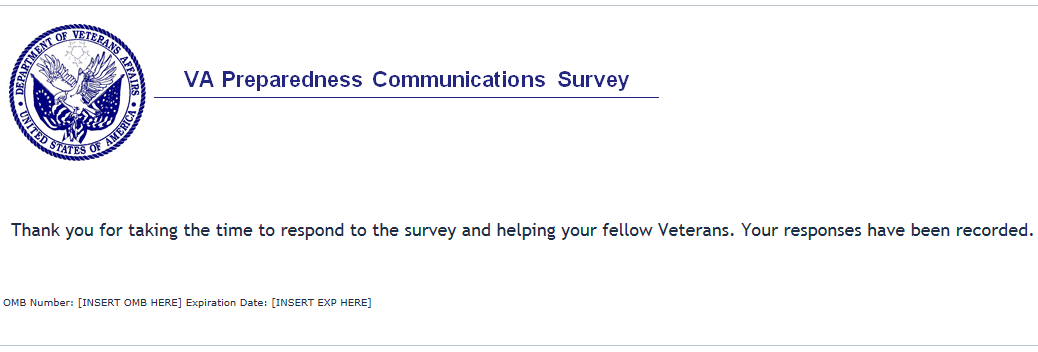 DEPARTMENT OF VETERANS AFFAIRS
UNITED STATES OF AMERICA
VA Preparedness Communications Survey
Thank you for taking the time to respond to the survey and helping your fellow Veterans. Your responses have been recorded.
OMB Number: [INSERT OMB HERE] Expiration Date: [INSERT EXP HERE]